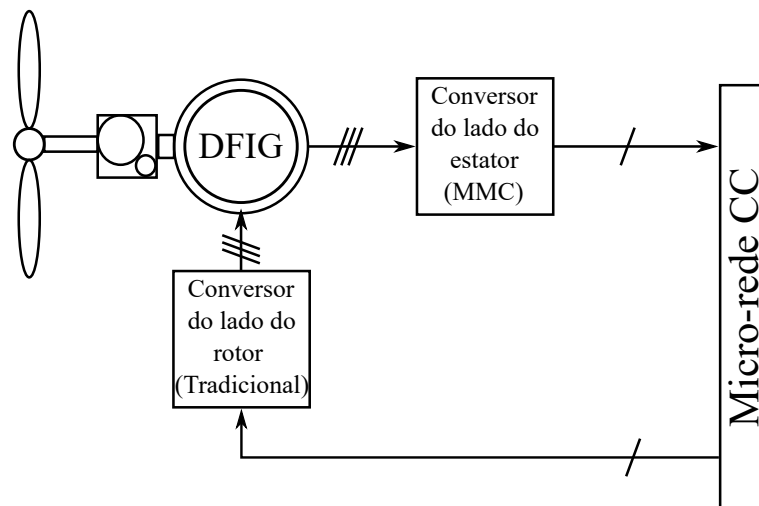 DFIG
Conversor
do lado do
estator
(MMC)
Conversor
do lado do
rotor
(Tradicional)
Micro-rede CC